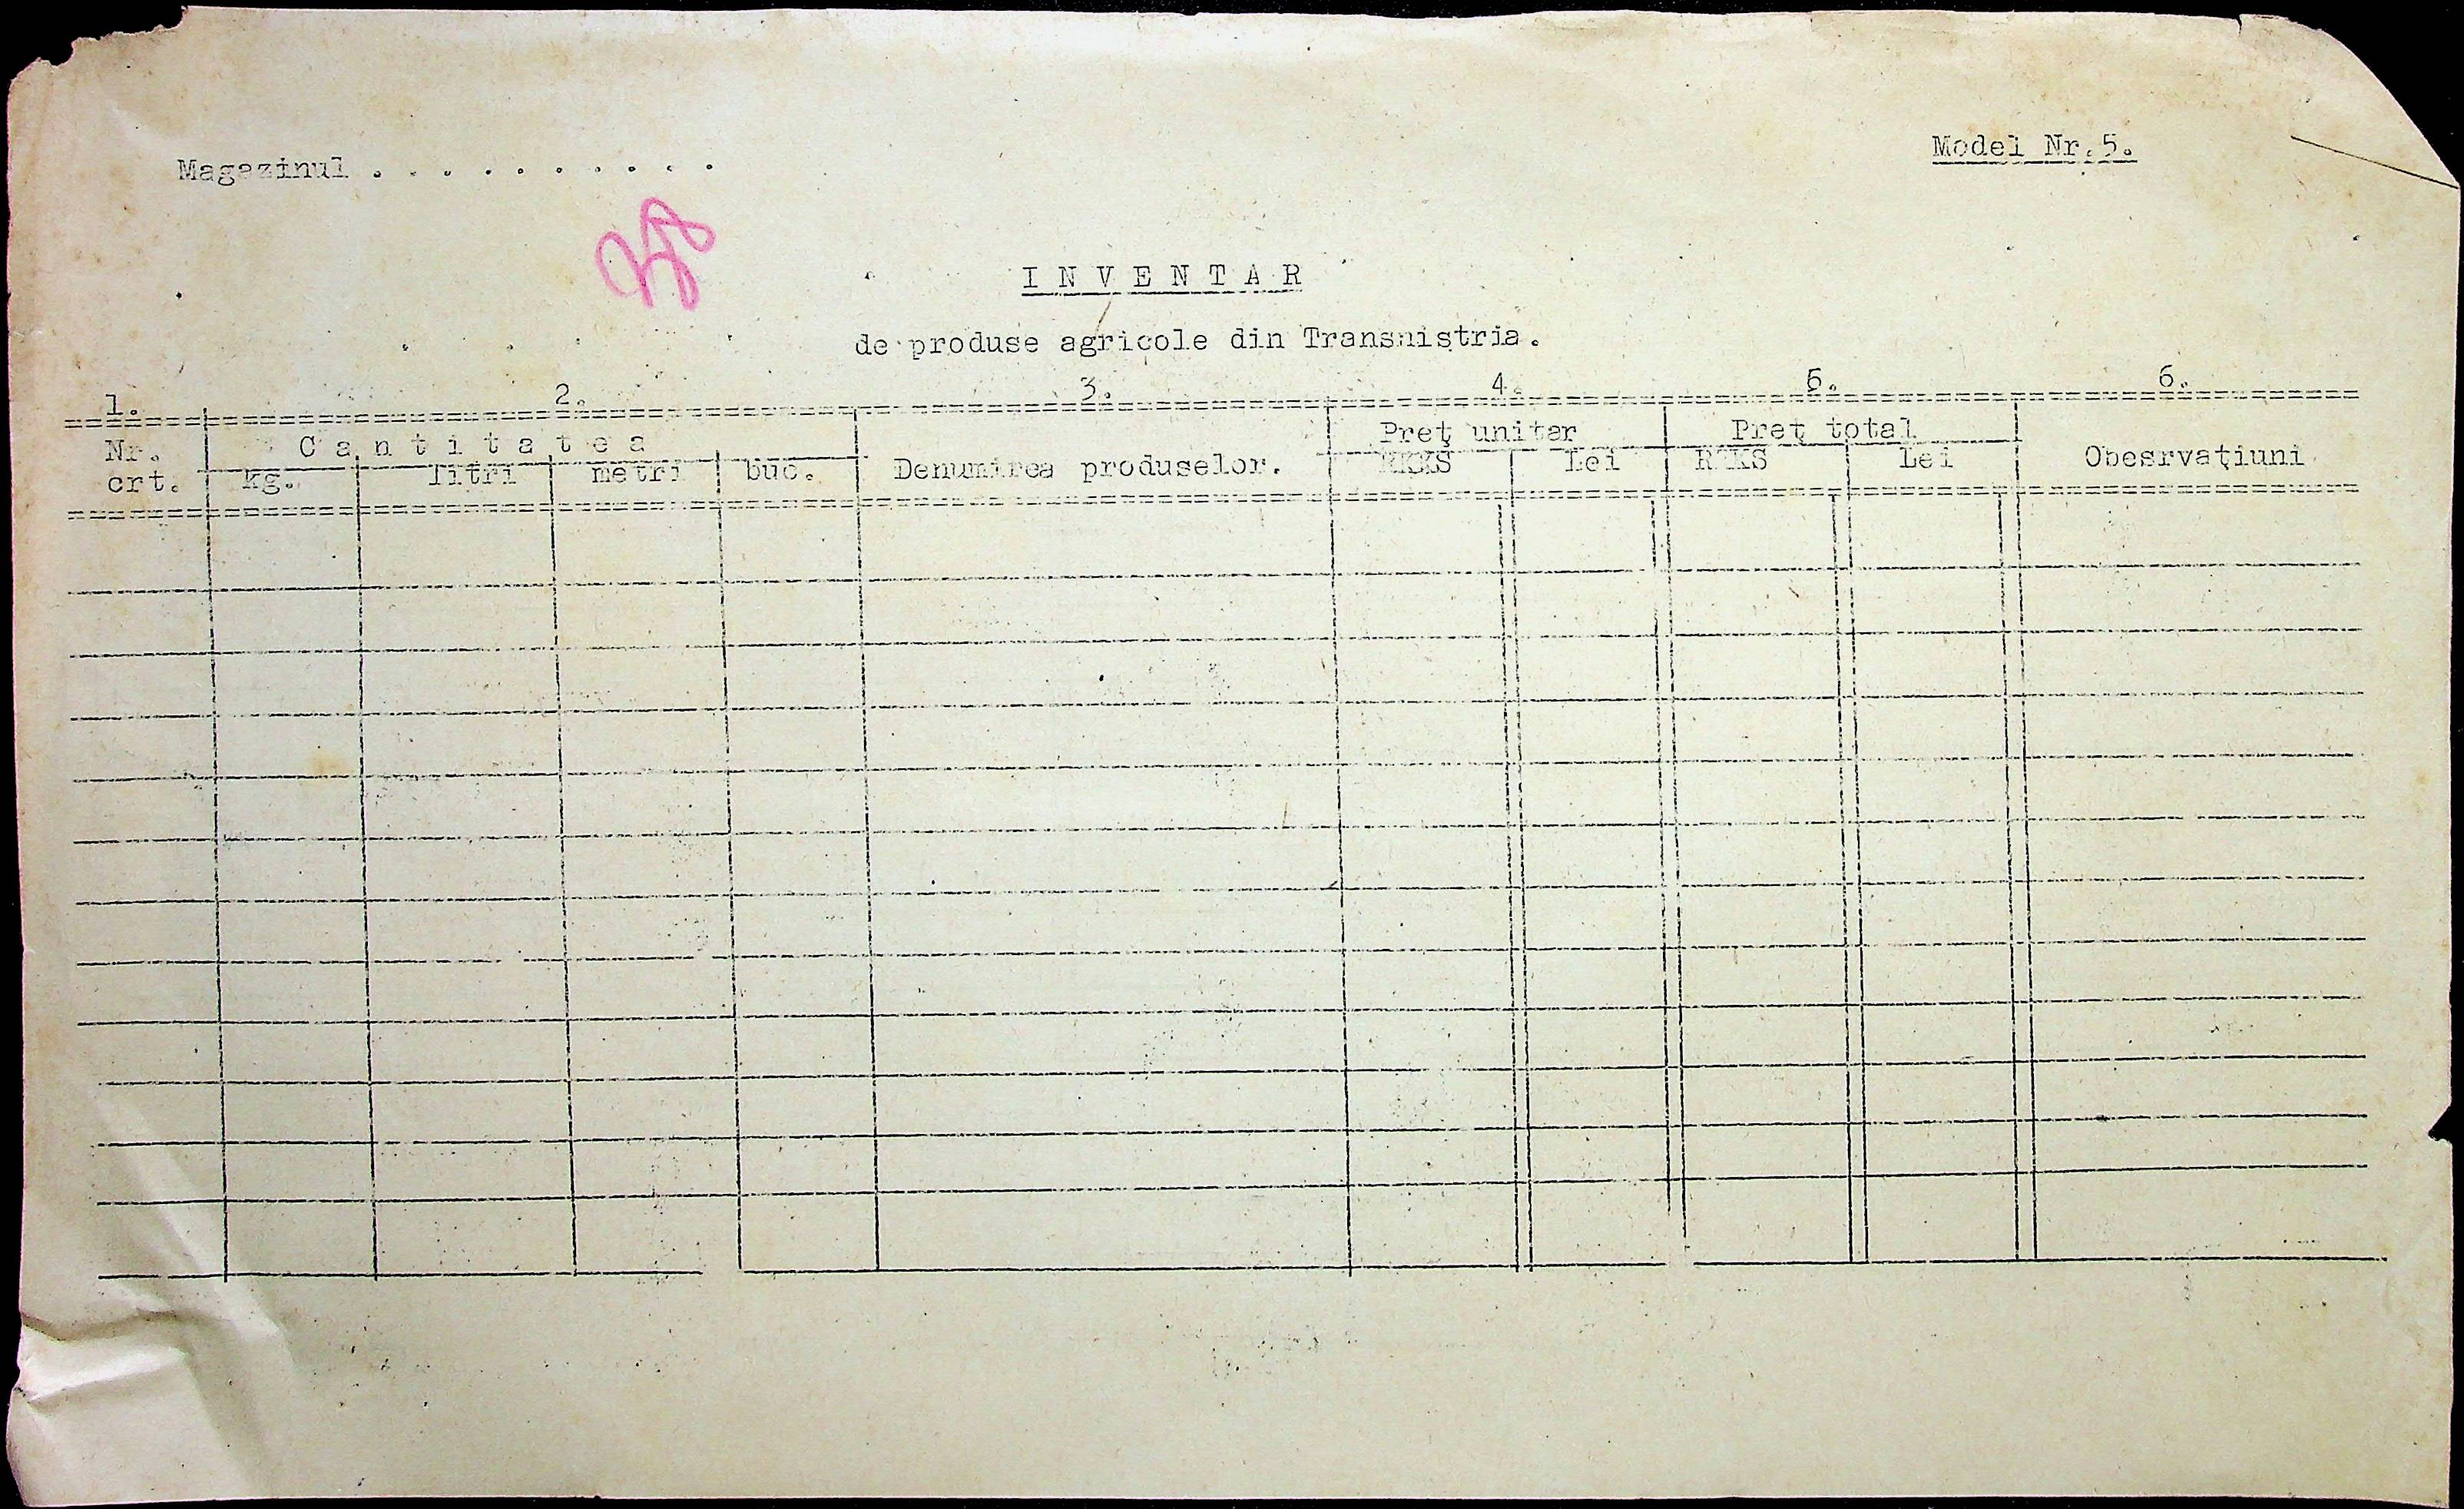 Model Nr.5.
Magazinul . . . . . . . . . .
I N V E N T A R
de produse agricole din Transnistria.
1. 2. 3. 4. 5. 6.
Nr. crt. C a n t i t a t e a Denumirea produselor. Preţ unitar Preţ total Obesrvaţiuni
kg. litri metri buc. RKKS Lei RKKS Lei